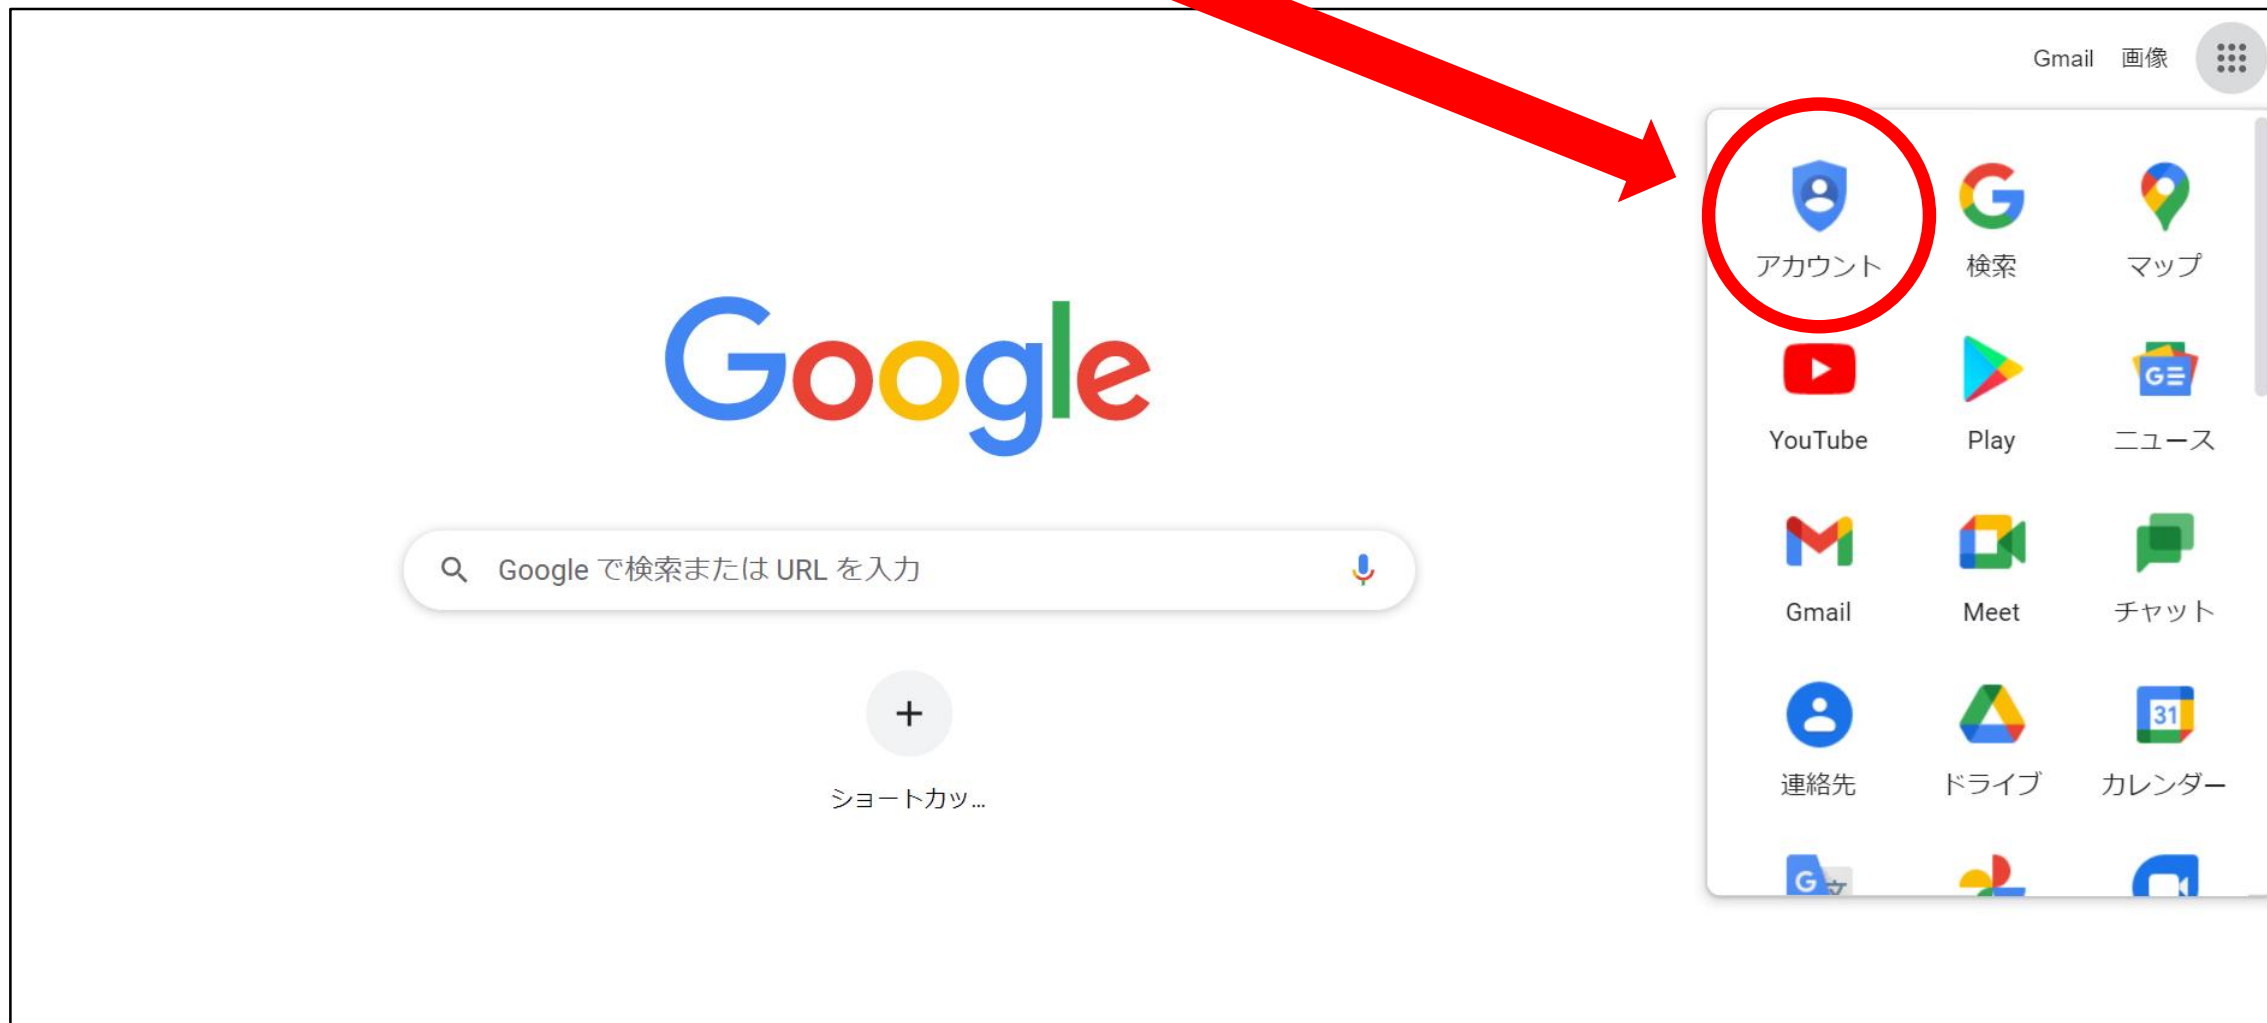 Gmail 画像
アカウント 検索 マップ
Google
G≡
YouTube Play ニュース
Google で検索または URL を入力
Gmail Meet チャット
31
連絡先 ドライブ カレンダー
ショートカッ...
G 文